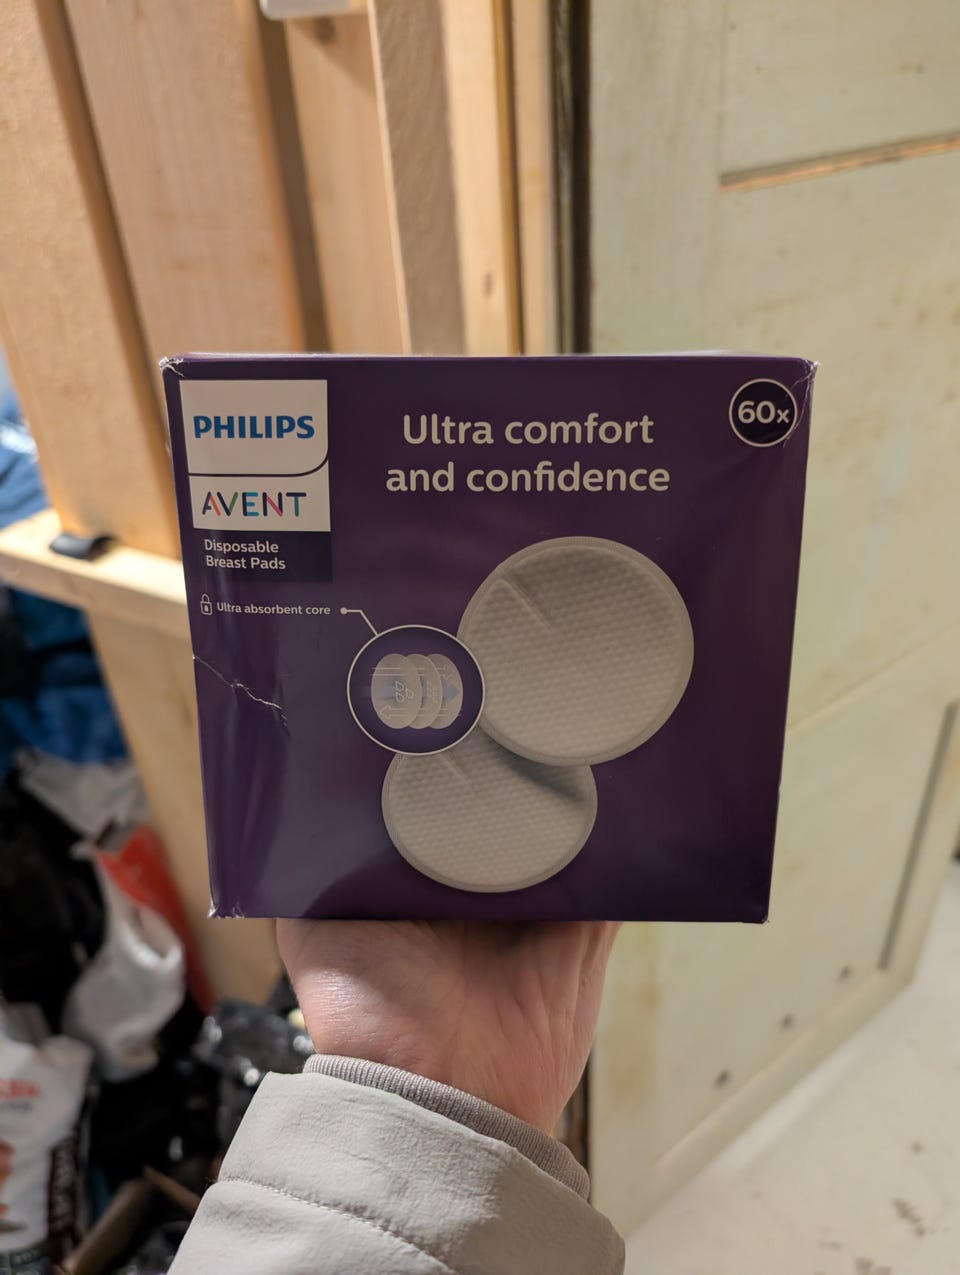 PHILIPS
AVENT
Disposable
Breast Pads
Ultra comfort
and confidence
60x
Ultra absorbent core